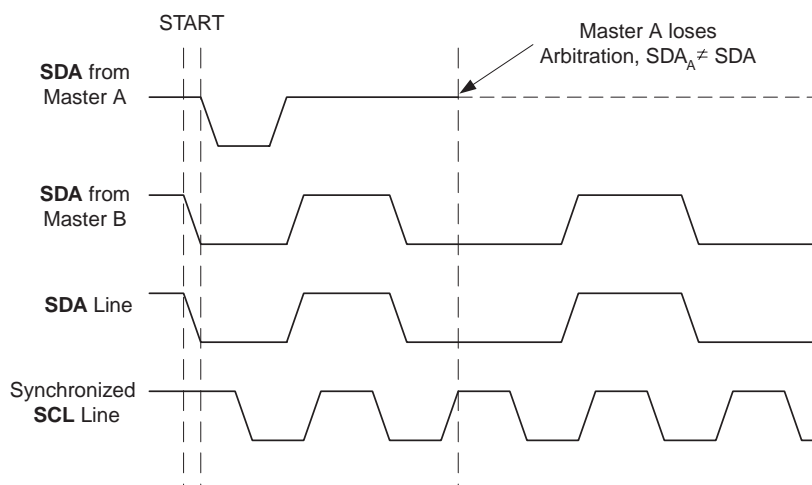 START
Master A loses
Arbitration, SDA_A ≠ SDA
SDA from
Master A
SDA from
Master B
SDA Line
Synchronized
SCL Line